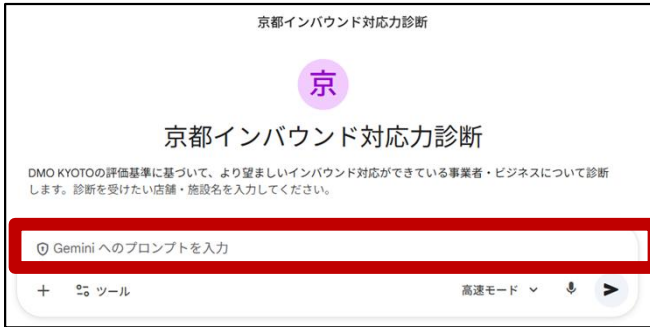 京都インバウンド対応力診断
京
京都インバウンド対応力診断
DMO KYOTOの評価基準に基づいて、より望ましいインバウンド対応ができている事業者・ビジネスについて診断
します。診断を受けたい店舗・施設名を入力してください。
Gemini へのプロンプトを入力
ツール 高速モード